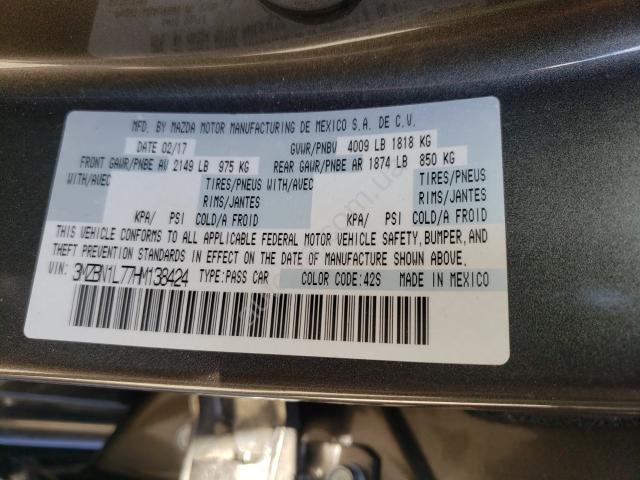 MFD. BY MAZDA MOTOR MANUFACTURING DE MEXICO S.A. DE C.V.
DATE 02/17 GVWR/PNBV 4009 LB 1818 KG
FRONT GAWR/PNBE AV 2149 LB 975 KG REAR GAWR/PNBE AR 1874 LB 850 KG
WITH/AVEC TIRES/PNEUS WITH/AVEC TIRES/PNEUS
RIMS/JANTES RIMS/JANTES
KPA/ PSI COLD/A FROID KPA/ PSI COLD/A FROID
THIS VEHICLE CONFORMS TO ALL APPLICABLE FEDERAL MOTOR VEHICLE SAFETY, BUMPER, AND
THEFT PREVENTION STANDARDS IN EFFECT ON THE DATE OF MANUFACTURE SHOWN ABOVE.
VIN: 3MZBN1L77HM138424 TYPE:PASS CAR COLOR CODE:42S MADE IN MEXICO